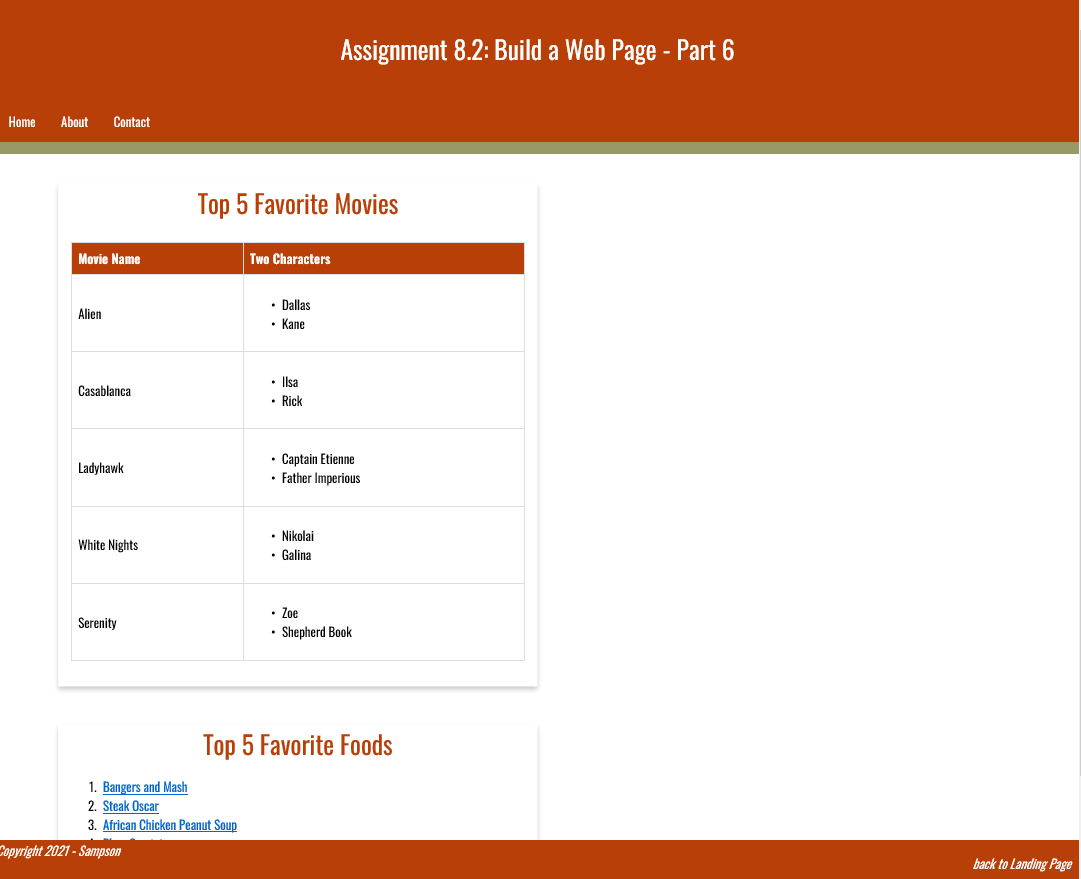 Assignment 8.2: Build a Web Page - Part 6
Home About Contact
Top 5 Favorite Movies
Movie Name Two Characters
Alien
• Dallas
• Kane
Casablanca
• Ilsa
• Rick
Ladyhawk
• Captain Etienne
• Father Imperious
White Nights
• Nikolai
• Galina
Serenity
• Zoe
• Shepherd Book
Top 5 Favorite Foods
1. Bangers and Mash
2. Steak Oscar
3. African Chicken Peanut Soup
Copyright 2021 - Sampson
back to Landing Page